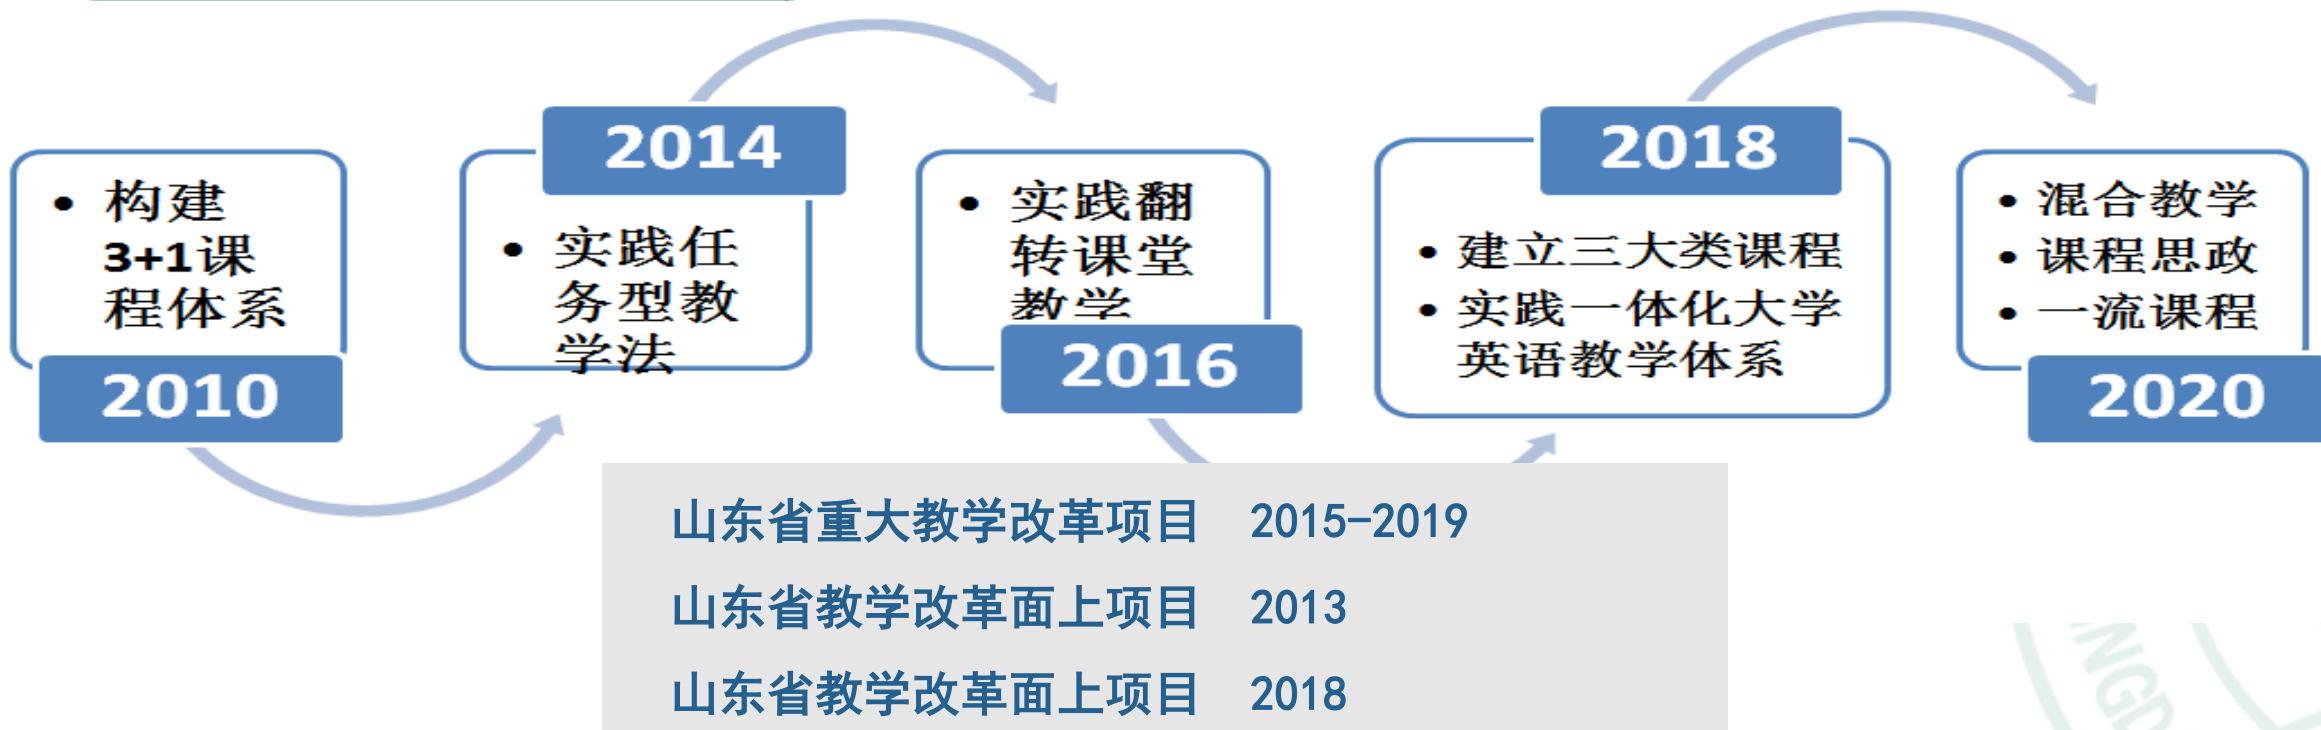 • 构建
3+1课
程体系
2010
2014
• 实践任
务型教
学法
• 实践翻
转课堂
教学
2016
2018
• 建立三大类课程
• 实践一体化大学
英语教学体系
• 混合教学
• 课程思政
• 一流课程
2020
山东省重大教学改革项目 2015-2019
山东省教学改革面上项目 2013
山东省教学改革面上项目 2018
INGD